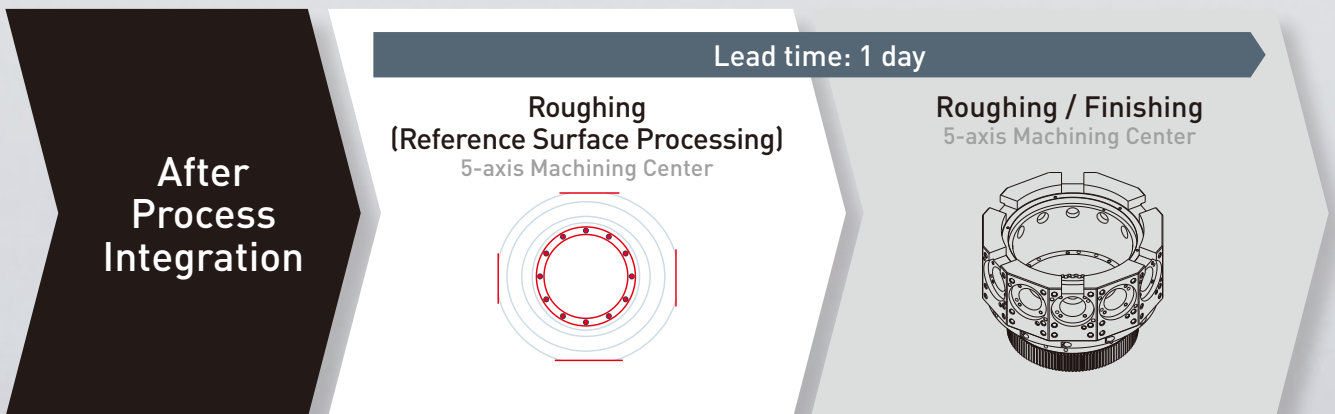 After
Process
Integration
Lead time: 1 day
Roughing
(Reference Surface Processing)
5-axis Machining Center
Roughing / Finishing
5-axis Machining Center